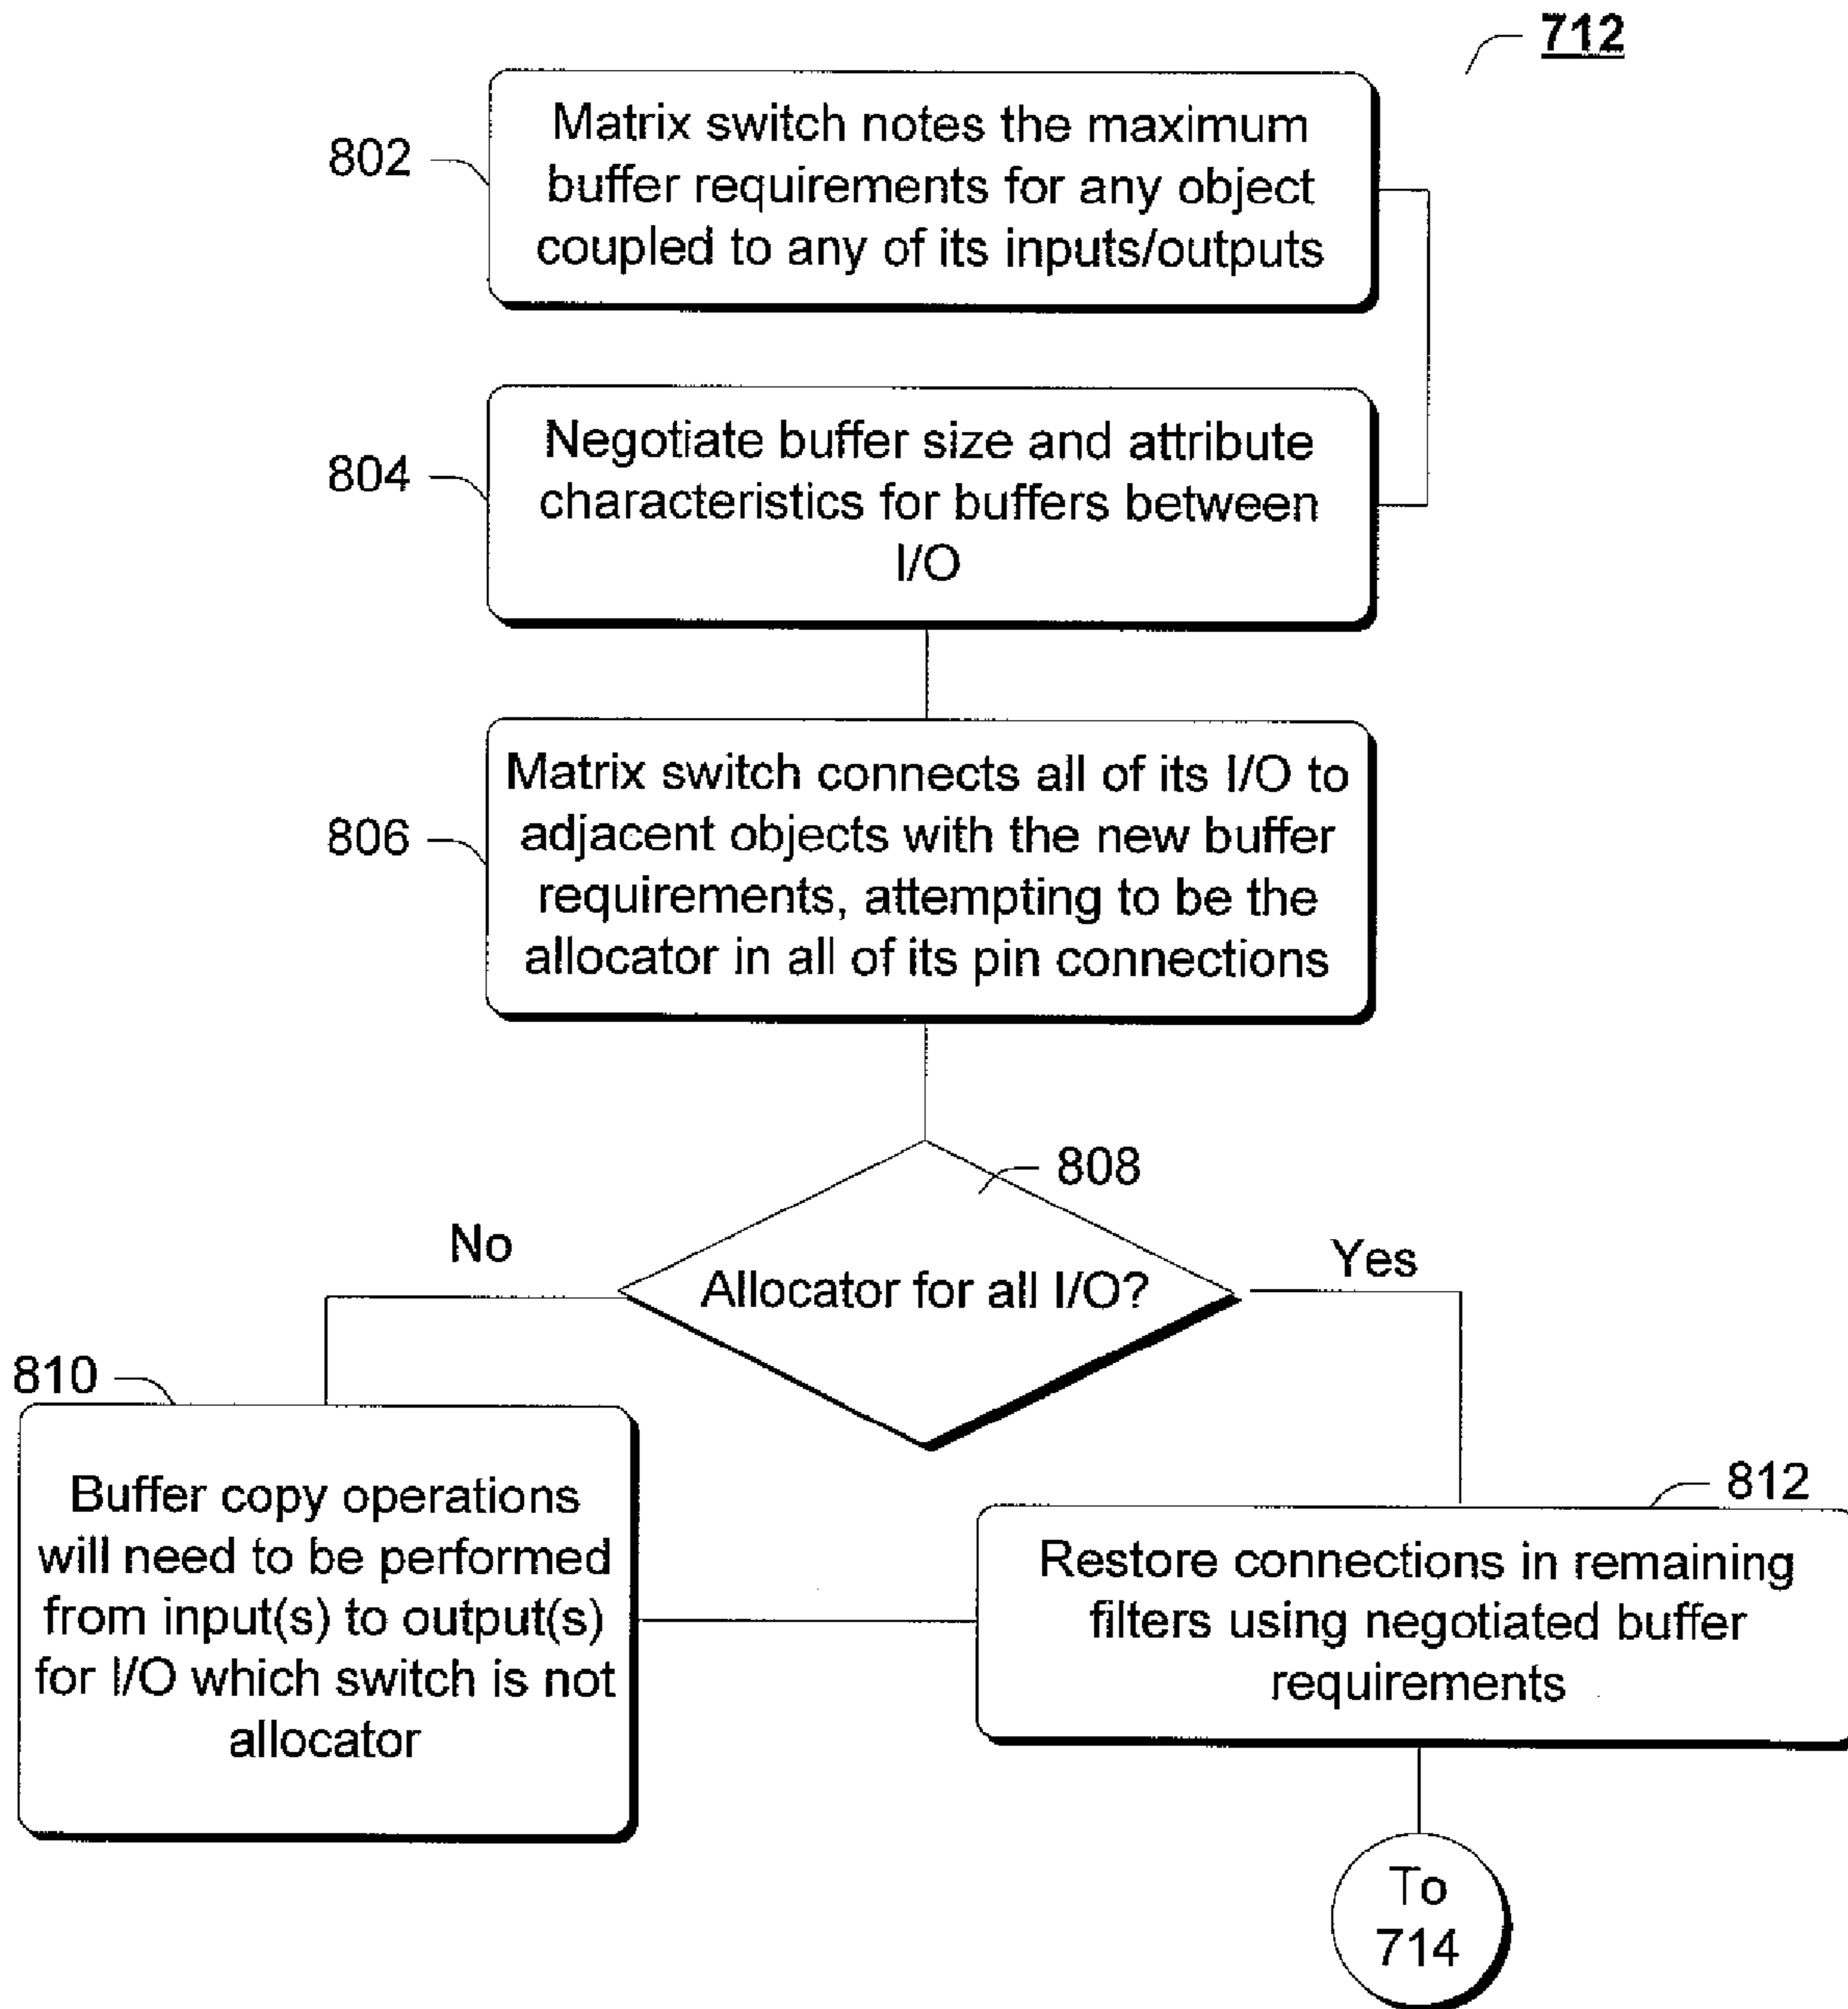 712
802
Matrix switch notes the maximum
buffer requirements for any object
coupled to any of its inputs/outputs
804
Negotiate buffer size and attribute
characteristics for buffers between
I/O
806
Matrix switch connects all of its I/O to
adjacent objects with the new buffer
requirements, attempting to be the
allocator in all of its pin connections
808
No
Allocator for all I/O?
Yes
810
Buffer copy operations
will need to be performed
from input(s) to output(s)
for I/O which switch is not
allocator
812
Restore connections in remaining
filters using negotiated buffer
requirements
To
714